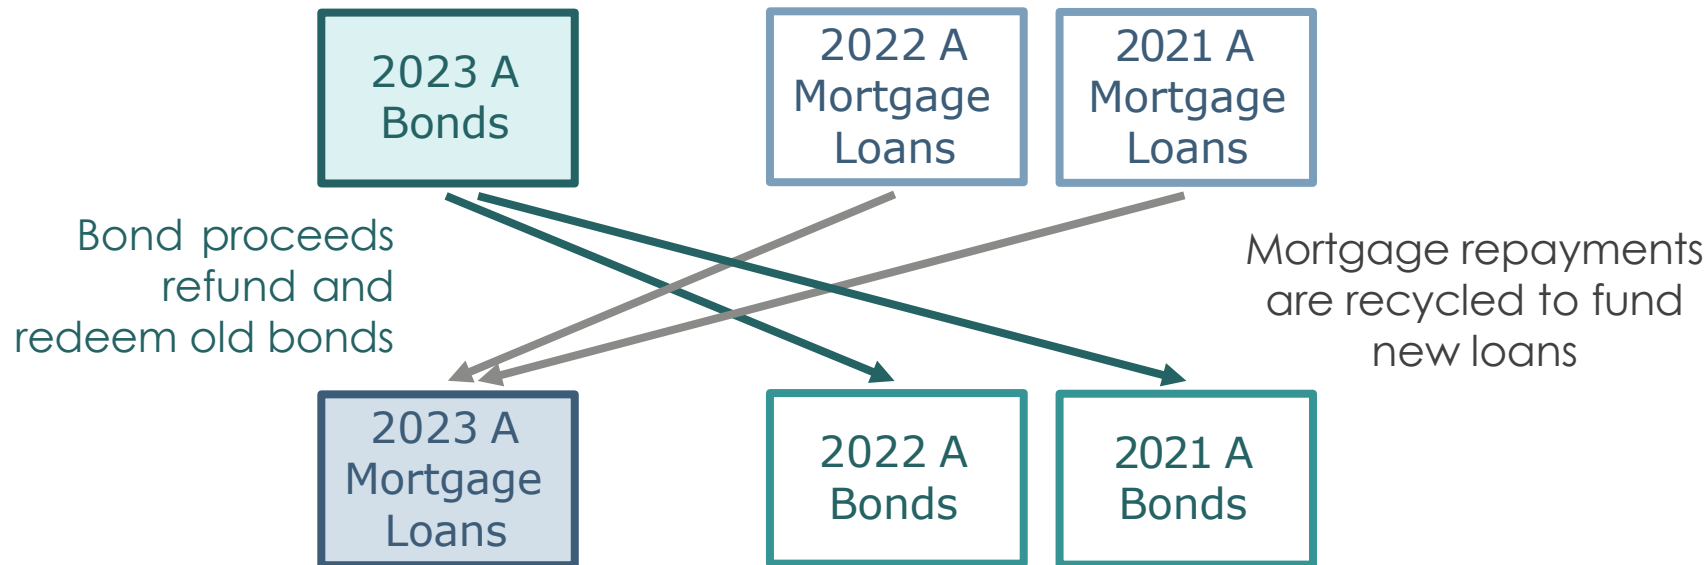 2023 A
Bonds
2022 A
Mortgage
Loans
2021 A
Mortgage
Loans
Bond proceeds
refund and
redeem old bonds
Mortgage repayments
are recycled to fund
new loans
2023 A
Mortgage
Loans
2022 A
Bonds
2021 A
Bonds